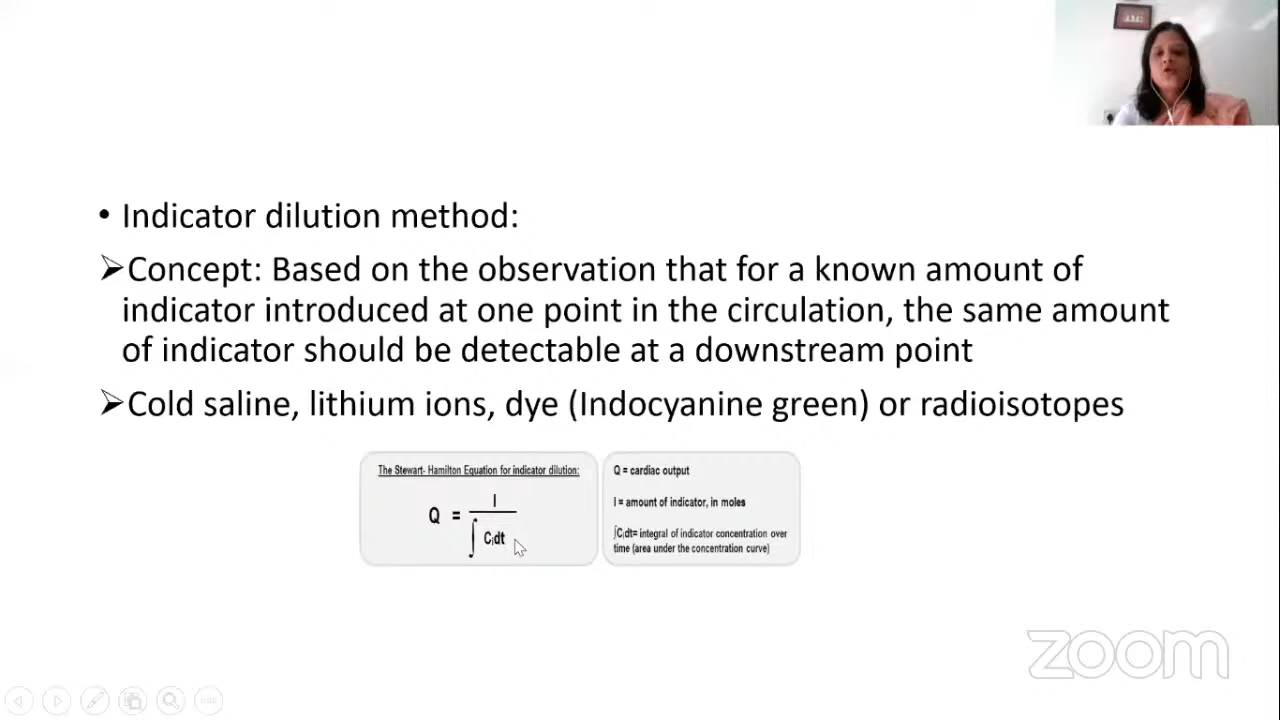 • Indicator dilution method:
➢Concept: Based on the observation that for a known amount of
indicator introduced at one point in the circulation, the same amount
of indicator should be detectable at a downstream point
➢Cold saline, lithium ions, dye (Indocyanine green) or radioisotopes
The Stewart- Hamilton Equation for indicator dilution:
Q = I / ∫ Cᵢdt
Q = cardiac output
I = amount of indicator, in moles
∫Cᵢdt= integral of indicator concentration over
time (area under the concentration curve)
zoom